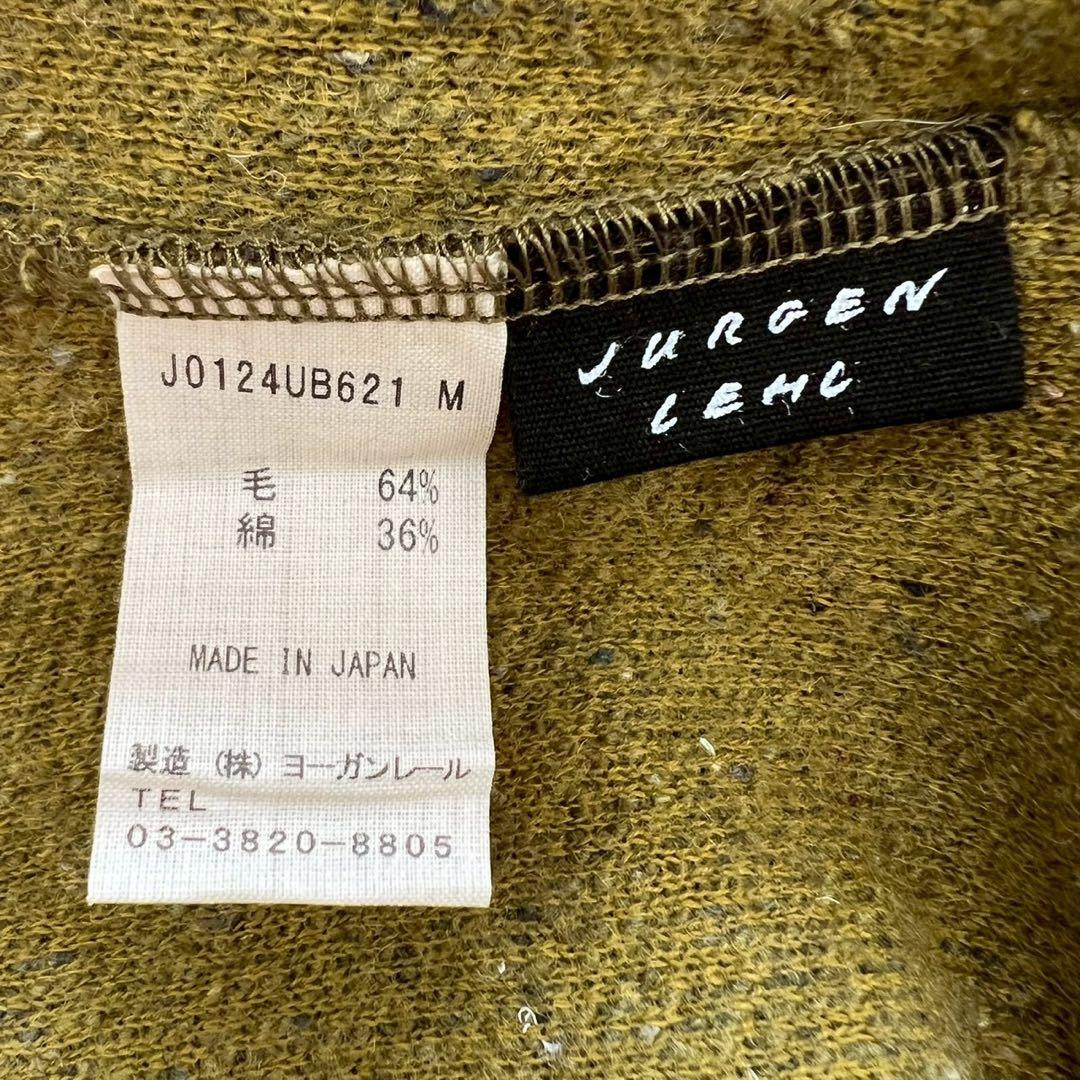 J0124UB621 M
毛 64%
綿 36%
MADE IN JAPAN
製造 (株) ヨーガンレール
TEL
03-3820-8805
JURGEN
LEHL